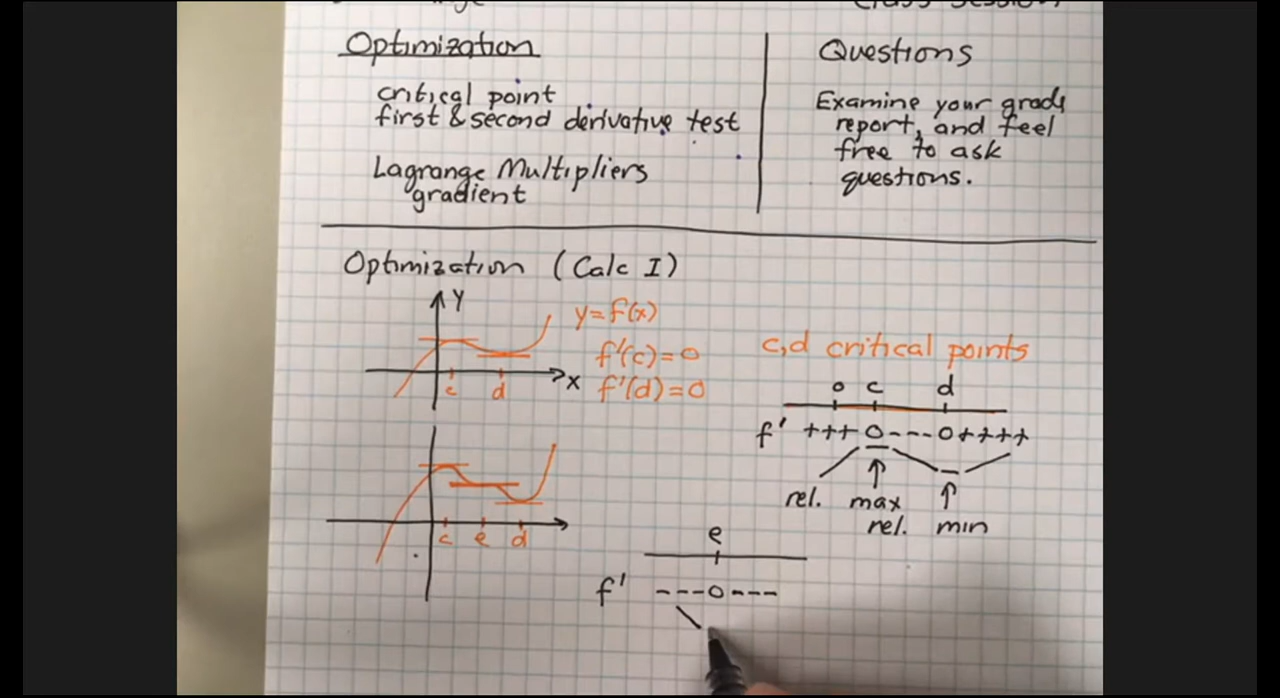 Optimization
critical point
first & second derivative test
Lagrange Multipliers
gradient
Questions
Examine your grade
report, and feel
free to ask
questions.
Optimization (Calc I)
y
x
c d
y=f(x)
f'(c)=0
f'(d)=0
c,d critical points
o c d
f' +++0---0++++
rel. max
rel. min
c e d
e
f' ---0---